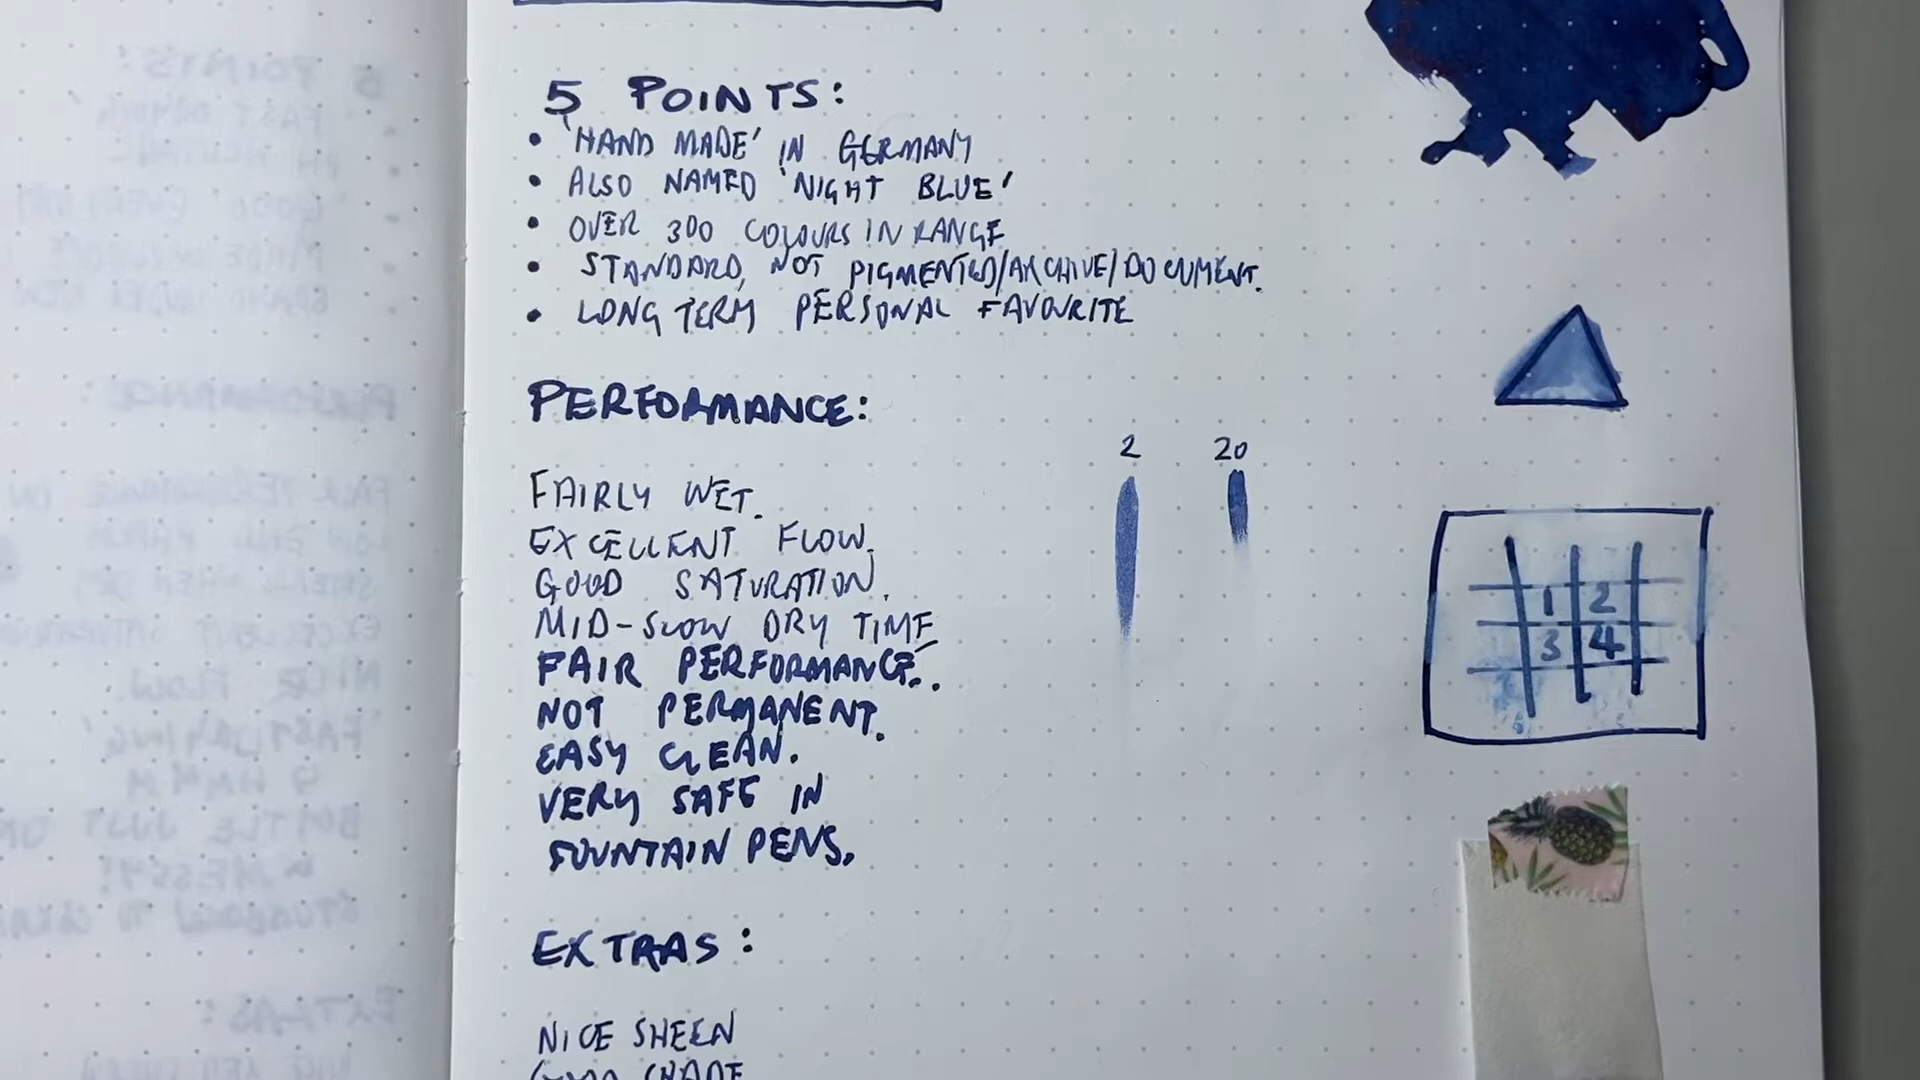 5 POINTS:
• 'HAND MADE' IN GERMANY
• ALSO NAMED 'NIGHT BLUE'
• OVER 300 COLOURS IN RANGE
• STANDARD, NOT PIGMENTED/ARCHIVE/DOCUMENT.
• LONG TERM PERSONAL FAVOURITE
PERFORMANCE:
2 20
FAIRLY WET.
EXCELLENT FLOW.
GOOD SATURATION.
MID-SLOW DRY TIME
FAIR PERFORMANCE.
NOT PERMANENT.
EASY CLEAN.
VERY SAFE IN
FOUNTAIN PENS.
1 2
3 4
EXTRAS:
NICE SHEEN
GOOD SHADE